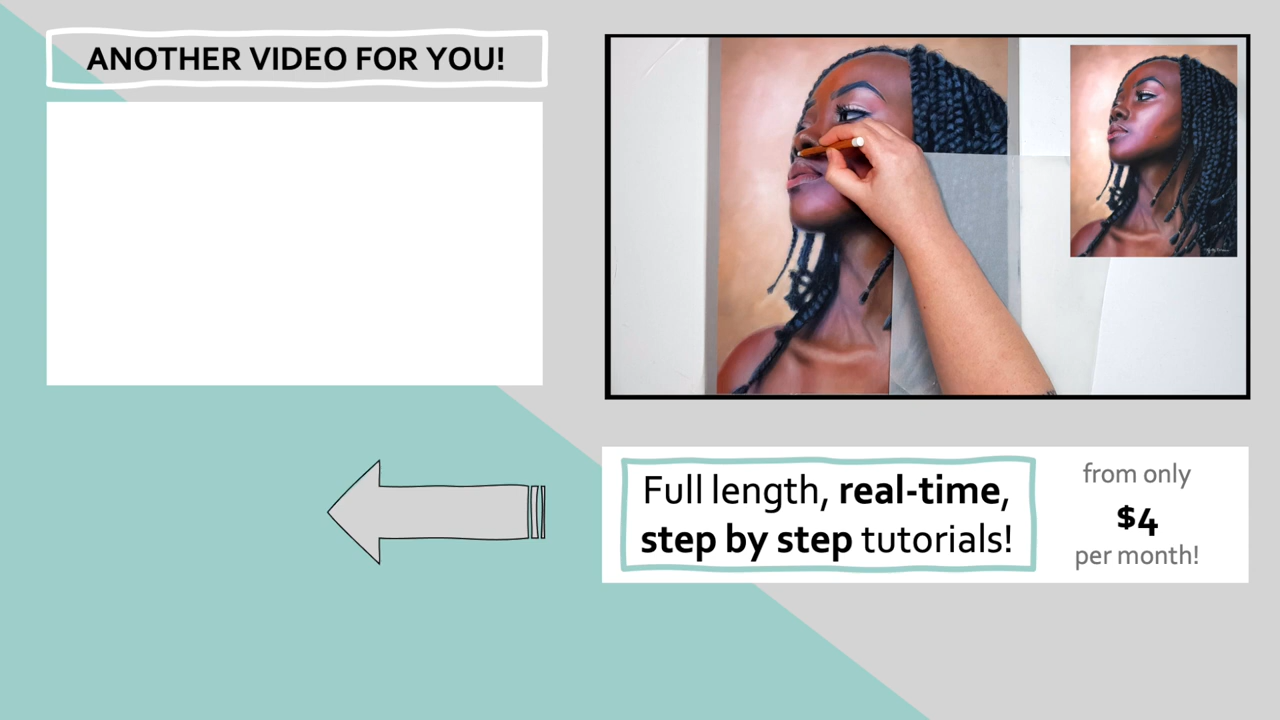 ANOTHER VIDEO FOR YOU!
Full length, real-time,
step by step tutorials!
from only
$4
per month!